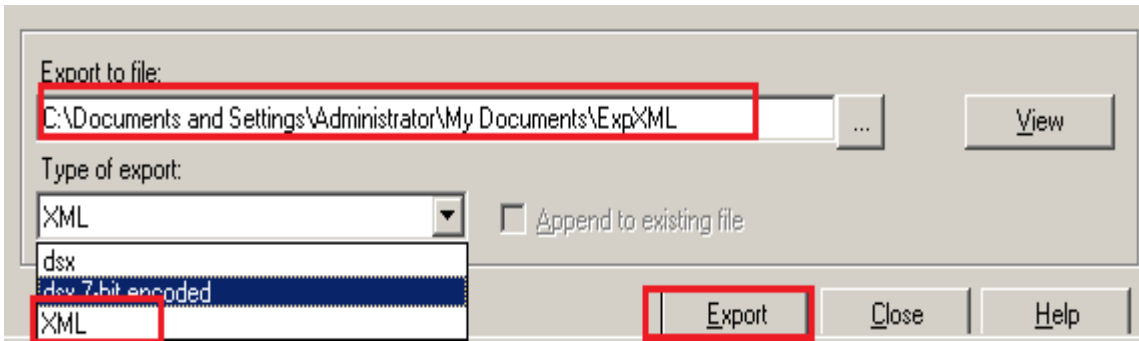 Export to file:
C:\Documents and Settings\Administrator\My Documents\ExpXML
...
View
Type of export:
XML
Append to existing file
dsx
dsx 7-bit encoded
XML
Export
Close
Help